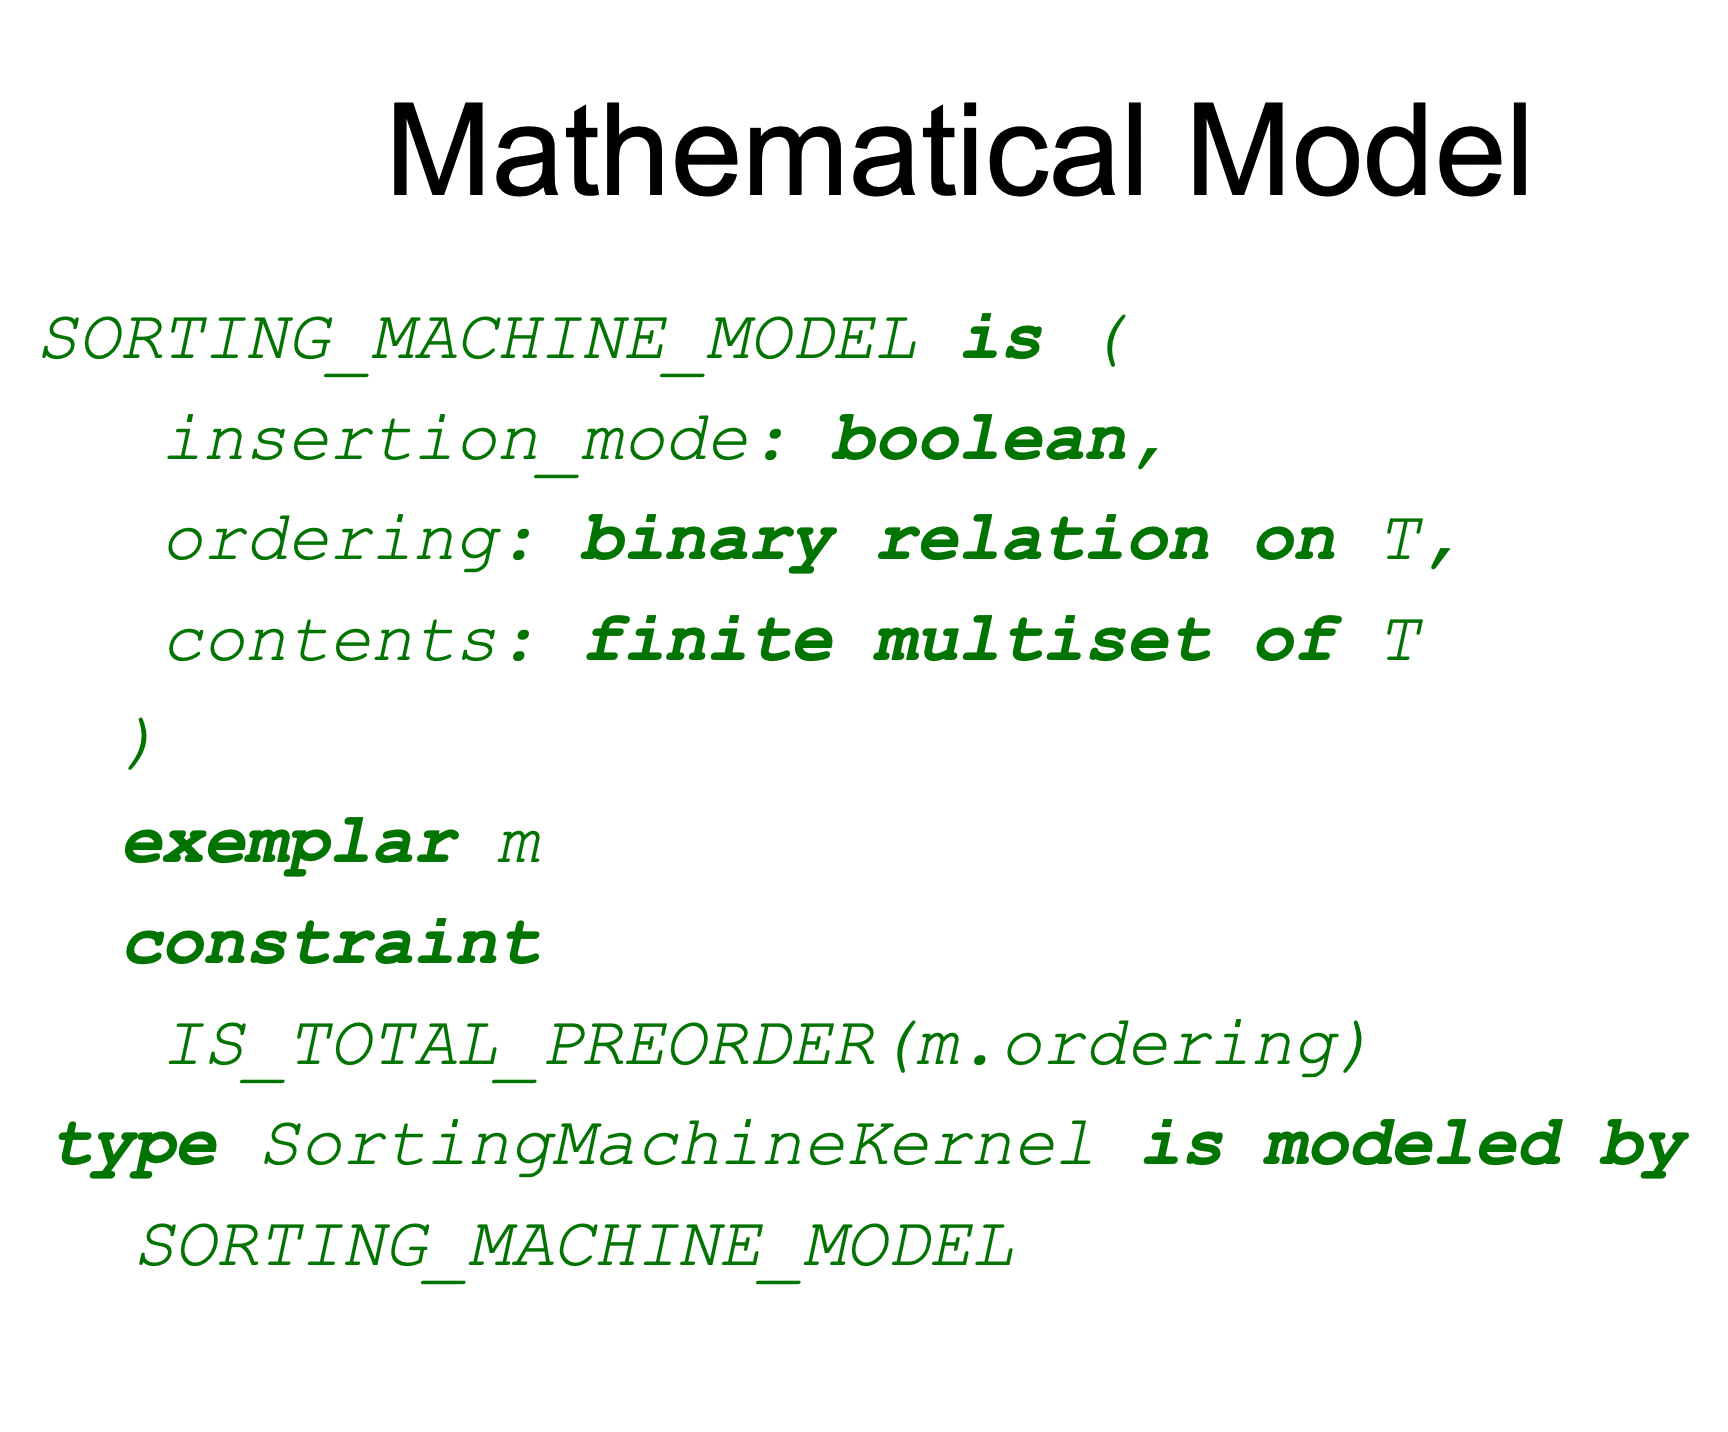 Mathematical Model
SORTING_MACHINE_MODEL is (
insertion_mode: boolean,
ordering: binary relation on T,
contents: finite multiset of T
)
exemplar m
constraint
IS_TOTAL_PREORDER(m.ordering)
type SortingMachineKernel is modeled by
SORTING_MACHINE_MODEL